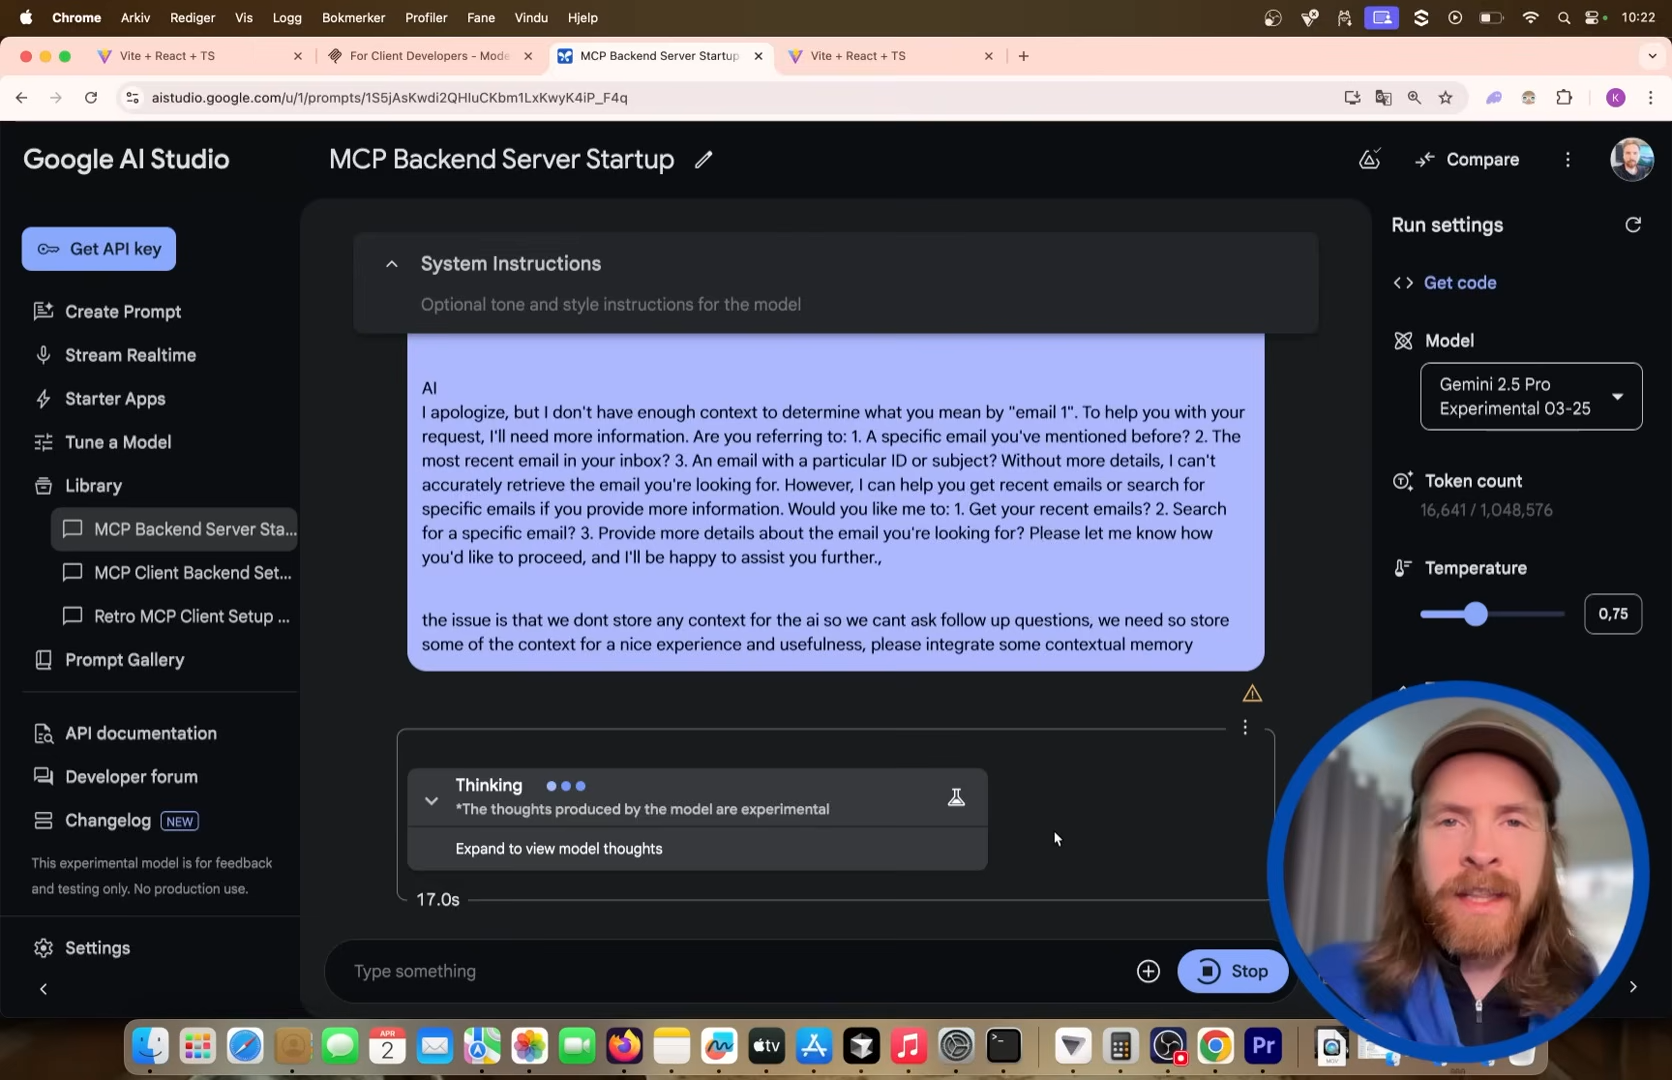 Chrome Arkiv Rediger Vis Logg Bokmerker Profiler Fane Vindu Hjelp 10:22
Vite + React + TS For Client Developers - Mode MCP Backend Server Startup Vite + React + TS
aistudio.google.com/u/1/prompts/1S5jAsKwdi2QHIuCKbm1LxKwyK4iP_F4q K
Google AI Studio
MCP Backend Server Startup
Compare
Get API key
Create Prompt
Stream Realtime
Starter Apps
Tune a Model
Library
MCP Backend Server Sta...
MCP Client Backend Set...
Retro MCP Client Setup ...
Prompt Gallery
API documentation
Developer forum
Changelog NEW
This experimental model is for feedback
and testing only. No production use.
Settings
System Instructions
Optional tone and style instructions for the model
AI
I apologize, but I don't have enough context to determine what you mean by "email 1". To help you with your
request, I'll need more information. Are you referring to: 1. A specific email you've mentioned before? 2. The
most recent email in your inbox? 3. An email with a particular ID or subject? Without more details, I can't
accurately retrieve the email you're looking for. However, I can help you get recent emails or search for
specific emails if you provide more information. Would you like me to: 1. Get your recent emails? 2. Search
for a specific email? 3. Provide more details about the email you're looking for? Please let me know how
you'd like to proceed, and I'll be happy to assist you further.,
the issue is that we dont store any context for the ai so we cant ask follow up questions, we need so store
some of the context for a nice experience and usefulness, please integrate some contextual memory
Thinking
*The thoughts produced by the model are experimental
Expand to view model thoughts
17.0s
Type something
Stop
Run settings
Get code
Model
Gemini 2.5 Pro
Experimental 03-25
Token count
16,641 / 1,048,576
Temperature
0,75
APR
2
tv
Pr